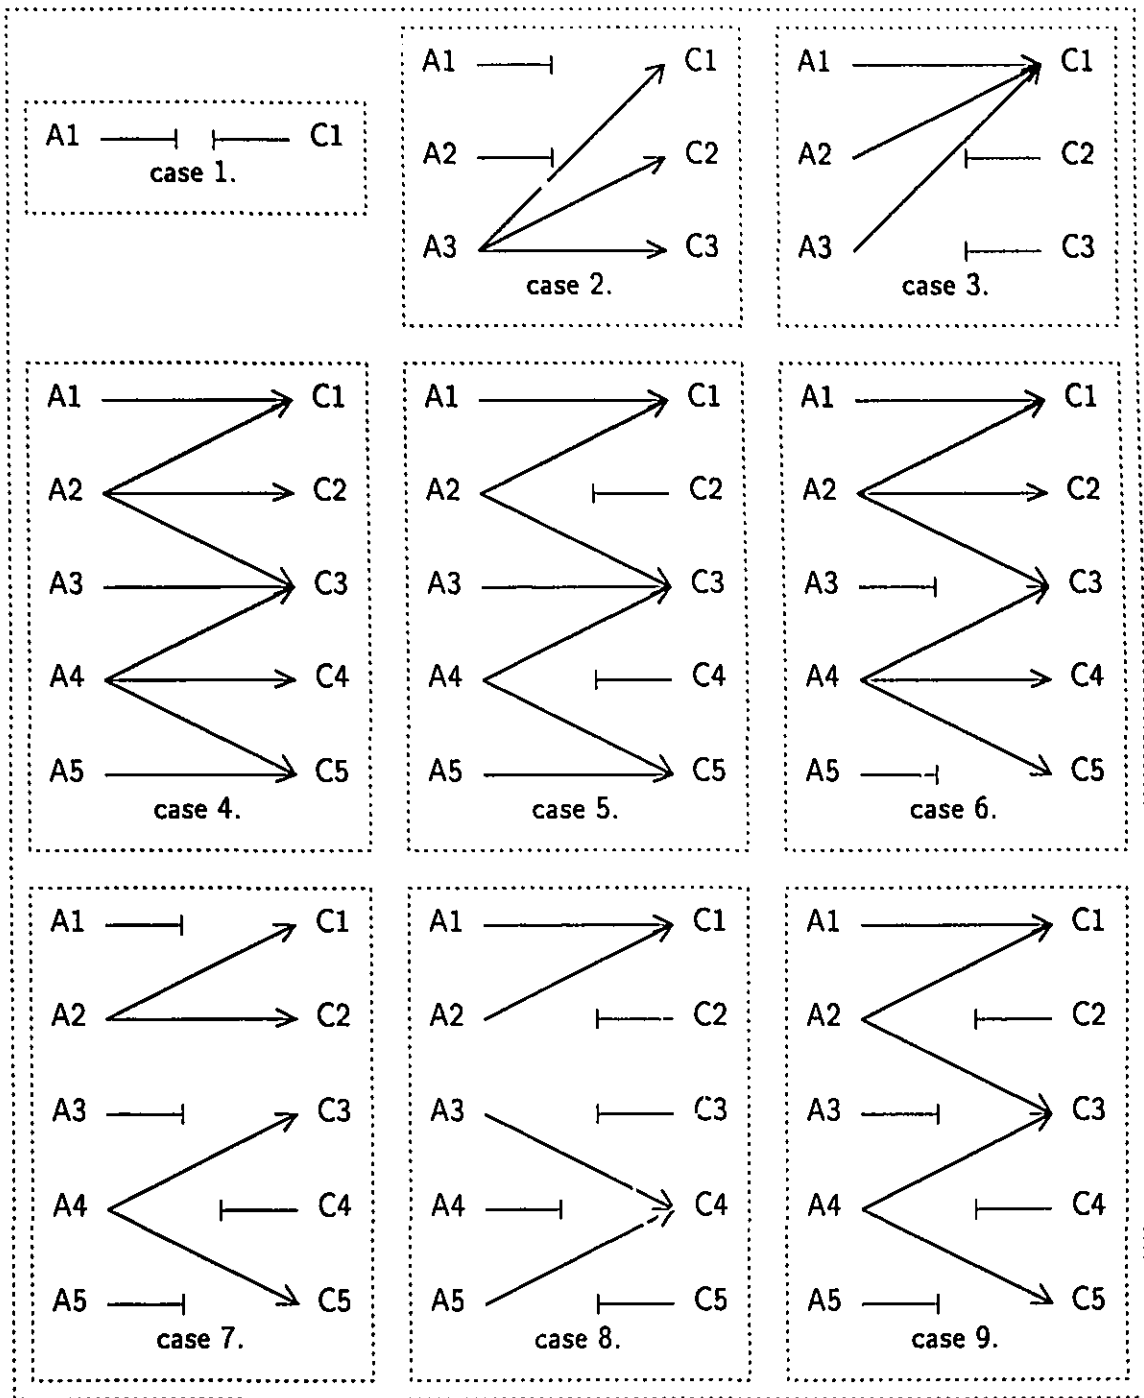 A1 C1
case 1.
A1 C1
A2 C2
A3 C3
case 2.
A1 C1
A2 C2
A3 C3
case 3.
A1 C1
A2 C2
A3 C3
A4 C4
A5 C5
case 4.
A1 C1
A2 C2
A3 C3
A4 C4
A5 C5
case 5.
A1 C1
A2 C2
A3 C3
A4 C4
A5 C5
case 6.
A1 C1
A2 C2
A3 C3
A4 C4
A5 C5
case 7.
A1 C1
A2 C2
A3 C3
A4 C4
A5 C5
case 8.
A1 C1
A2 C2
A3 C3
A4 C4
A5 C5
case 9.